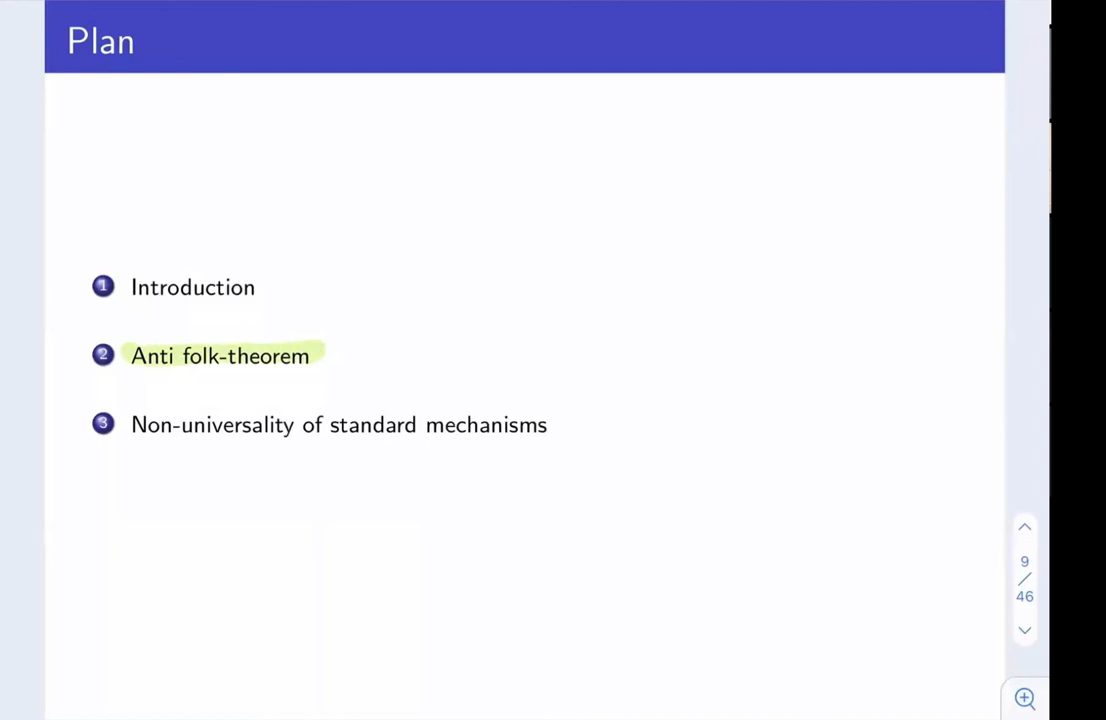 Plan
1 Introduction
2 Anti folk-theorem
3 Non-universality of standard mechanisms
9
/
46